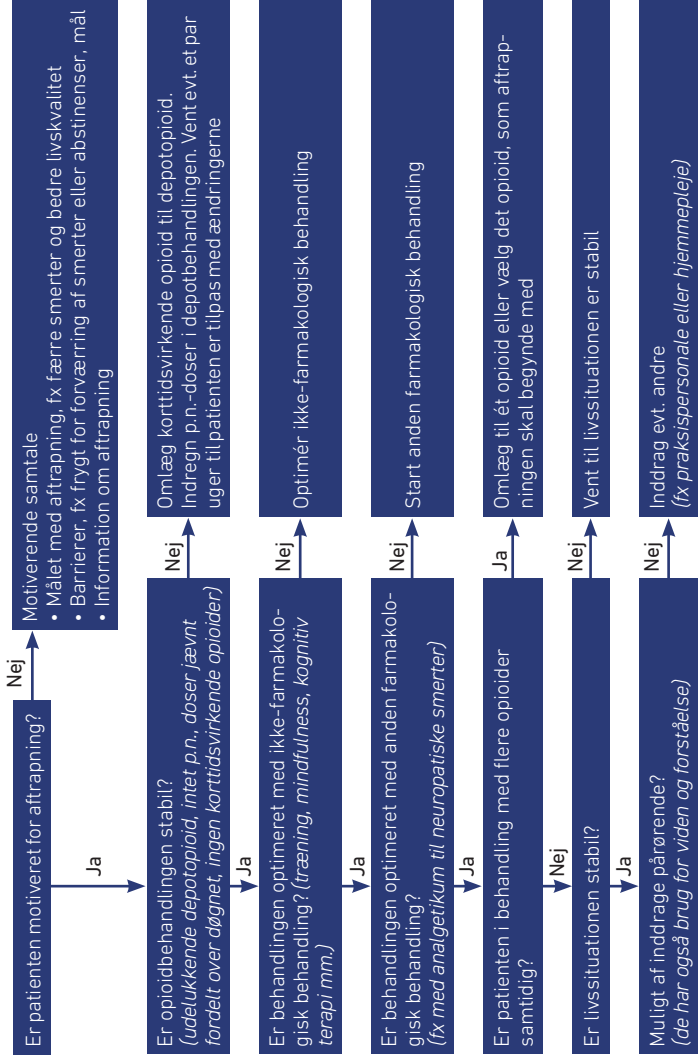 Er patienten motiveret for aftrapning?
Nej
Motiverende samtale
• Målet med aftrapning, fx færre smerter og bedre livskvalitet
• Barrierer, fx frygt for forværring af smerter eller abstinenser, mål
• Information om aftrapning
Ja
Er opioidbehandlingen stabil?
(udelukkende depotopioid, intet p.n., doser jævnt
fordelt over døgnet, ingen korttidsvirkende opioider)
Nej
Omlæg korttidsvirkende opioid til depotopioid.
Indregn p.n.-doser i depotbehandlingen. Vent evt. et par
uger til patienten er tilpas med ændringerne
Ja
Er behandlingen optimeret med ikke-farmakolo-
gisk behandling? (træning, mindfulness, kognitiv
terapi mm.)
Nej
Optimér ikke-farmakologisk behandling
Ja
Er behandlingen optimeret med anden farmakolo-
gisk behandling?
(fx med analgetikum til neuropatiske smerter)
Nej
Start anden farmakologisk behandling
Ja
Er patienten i behandling med flere opioider
samtidig?
Ja
Omlæg til ét opioid eller vælg det opioid, som aftrap-
ningen skal begynde med
Nej
Er livssituationen stabil?
Nej
Vent til livssituationen er stabil
Ja
Muligt af inddrage pårørende?
(de har også brug for viden og forståelse)
Nej
Inddrag evt. andre
(fx praksispersonale eller hjemmepleje)